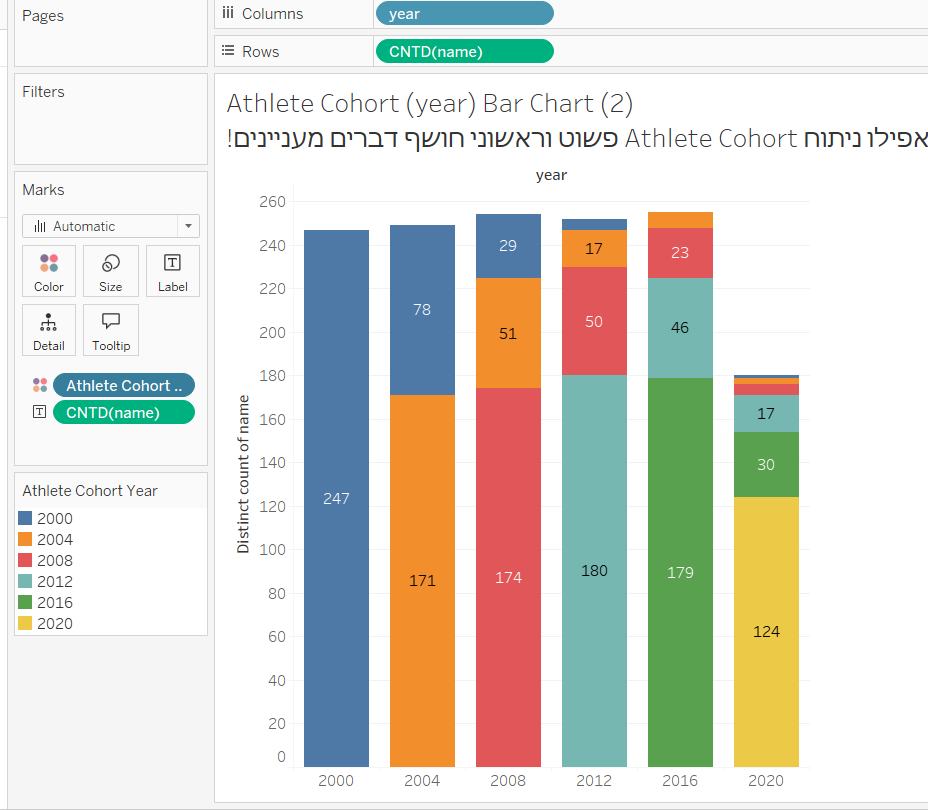 Pages
Columns
year
Rows
CNTD(name)
Filters
Marks
Automatic
Color
Size
Label
Detail
Tooltip
Athlete Cohort ..
CNTD(name)
Athlete Cohort Year
2000
2004
2008
2012
2016
2020
Athlete Cohort (year) Bar Chart (2)
אפילו ניתוח Athlete Cohort פשוט וראשוני חושף דברים מעניינים!
year
Distinct count of name
260
240
220
200
180
160
140
120
100
80
60
40
20
0
247
78
171
29
51
174
17
50
180
23
46
179
17
30
124
2000
2004
2008
2012
2016
2020